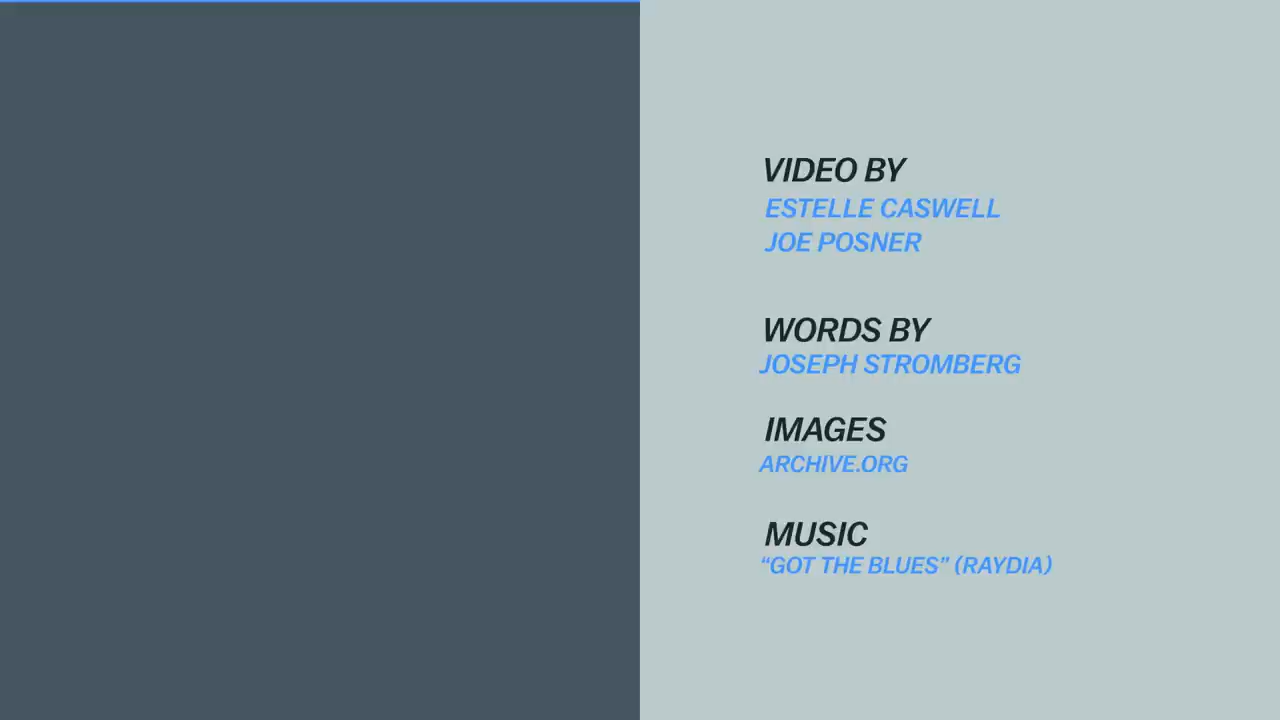 VIDEO BY
ESTELLE CASWELL
JOE POSNER
WORDS BY
JOSEPH STROMBERG
IMAGES
ARCHIVE.ORG
MUSIC
“GOT THE BLUES” (RAYDIA)